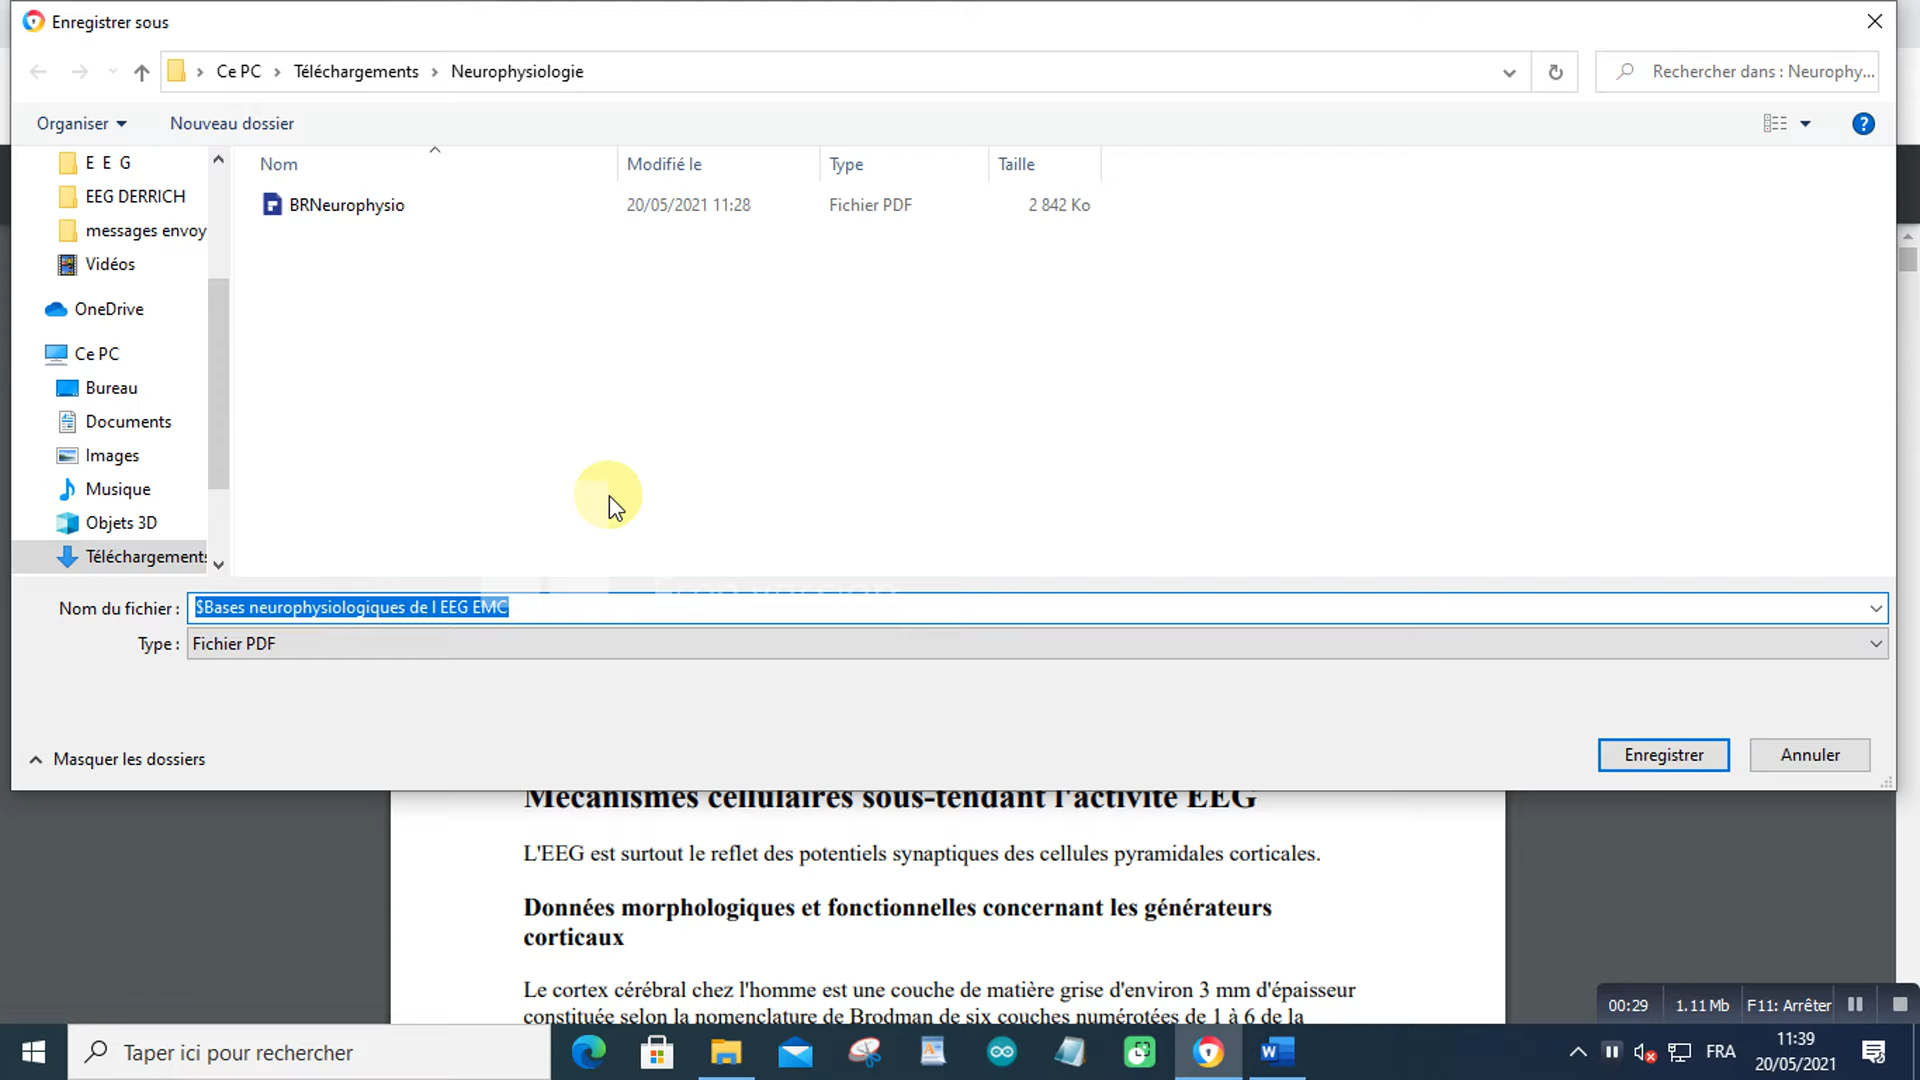 Enregistrer sous
Ce PC › Téléchargements › Neurophysiologie
Rechercher dans : Neurophy...
Organiser
Nouveau dossier
Nom
Modifié le
Type
Taille
E E G
EEG DERRICH
messages envoy
Vidéos
OneDrive
Ce PC
Bureau
Documents
Images
Musique
Objets 3D
Téléchargements
BRNeurophysio
20/05/2021 11:28
Fichier PDF
2 842 Ko
Nom du fichier :
$Bases neurophysiologiques de l EEG EMC
Type :
Fichier PDF
Masquer les dossiers
Enregistrer
Annuler
Mécanismes cellulaires sous-tendant l'activité EEG
L'EEG est surtout le reflet des potentiels synaptiques des cellules pyramidales corticales.
Données morphologiques et fonctionnelles concernant les générateurs
corticaux
Le cortex cérébral chez l'homme est une couche de matière grise d'environ 3 mm d'épaisseur
constituée selon la nomenclature de Brodman de six couches numérotées de 1 à 6 de la
00:29
1.11 Mb
F11: Arrêter
Taper ici pour rechercher
FRA
11:39
20/05/2021